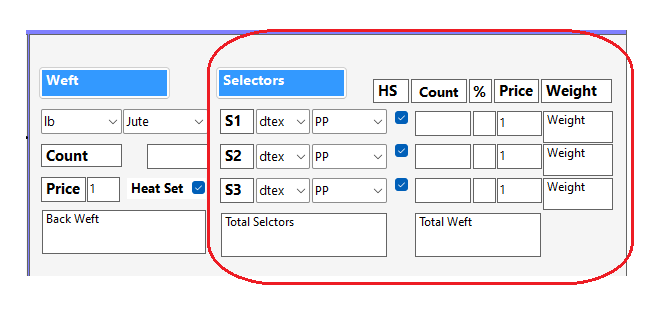 Weft
Selectors
HS Count % Price Weight
lb Jute S1 dtex PP 1 Weight
Count S2 dtex PP 1 Weight
Price 1 Heat Set S3 dtex PP 1 Weight
Back Weft
Total Selctors
Total Weft